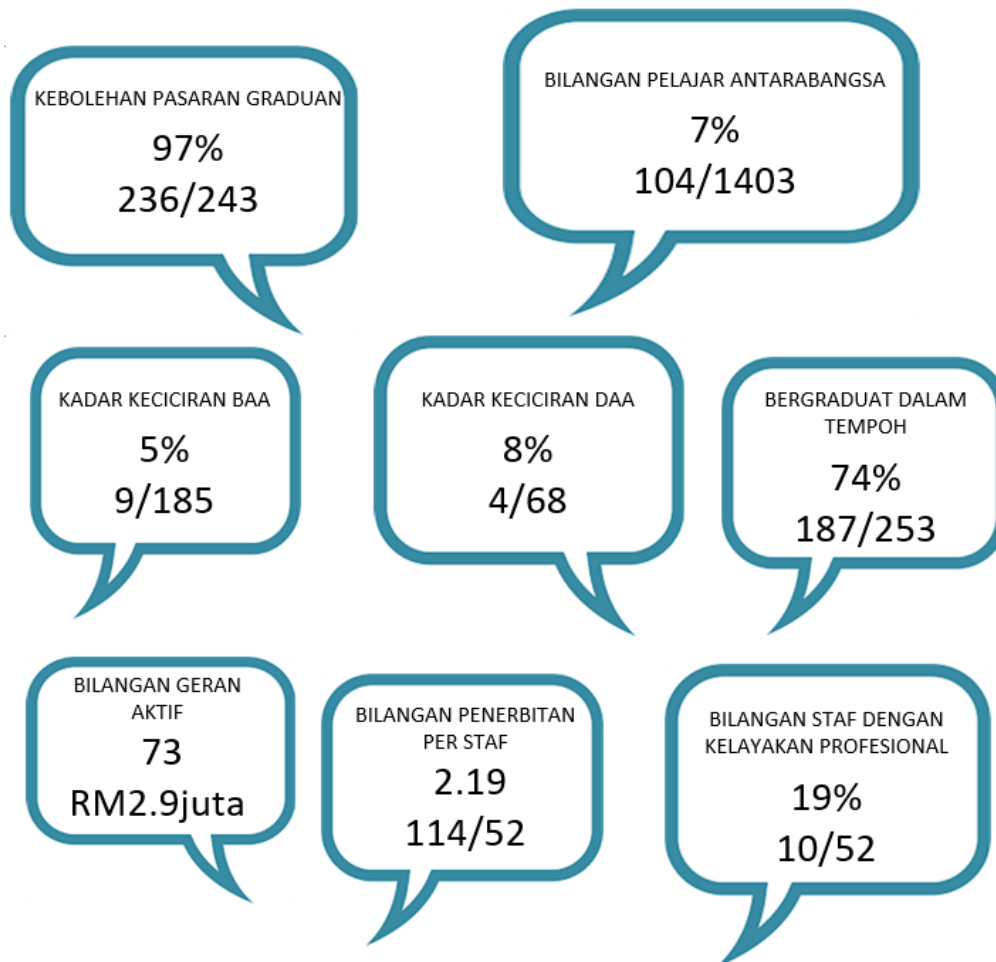 KEBOLEHAN PASARAN GRADUAN
97%
236/243
BILANGAN PELAJAR ANTARABANGSA
7%
104/1403
KADAR KECICIRAN BAA
5%
9/185
KADAR KECICIRAN DAA
8%
4/68
BERGRADUAT DALAM
TEMPOH
74%
187/253
BILANGAN GERAN
AKTIF
73
RM2.9juta
BILANGAN PENERBITAN
PER STAF
2.19
114/52
BILANGAN STAF DENGAN
KELAYAKAN PROFESIONAL
19%
10/52